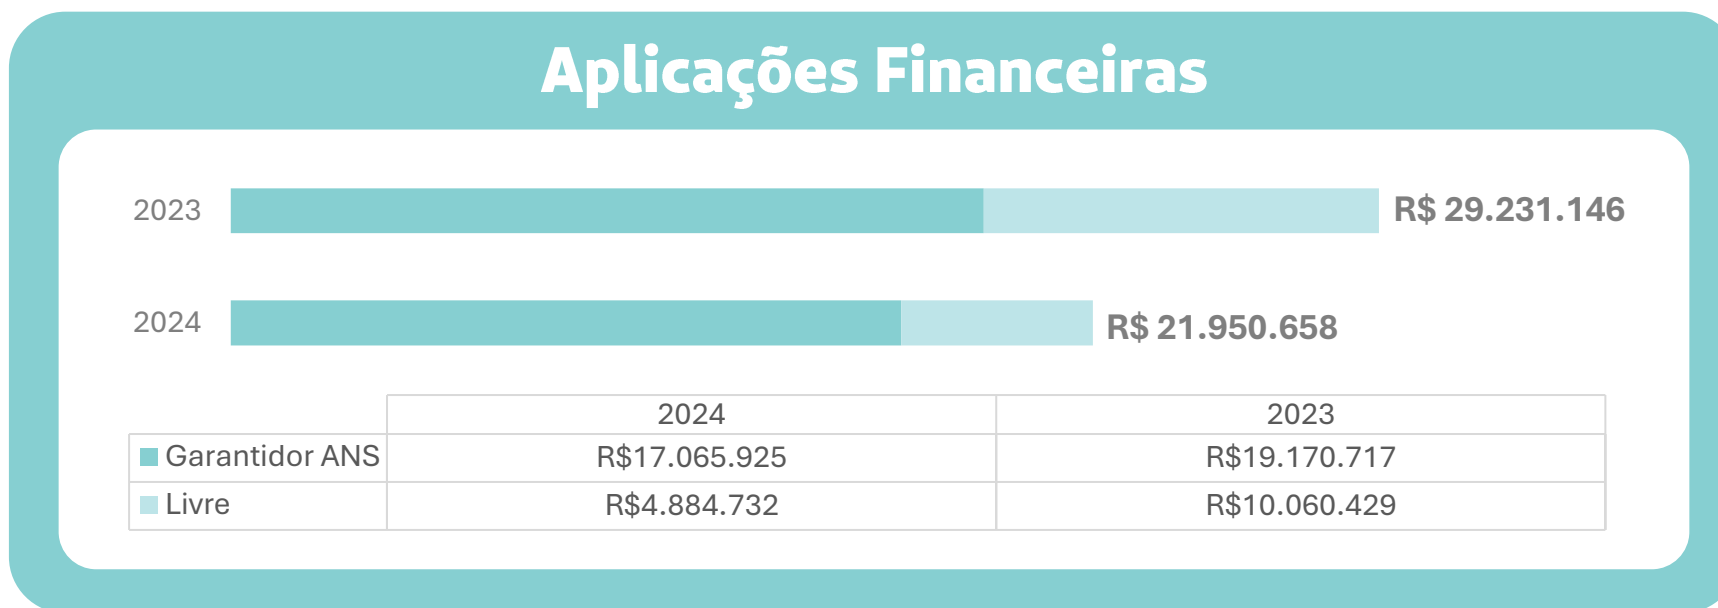 Aplicações Financeiras
2023 R$ 29.231.146
2024 R$ 21.950.658
2024 2023
Garantidor ANS R$17.065.925 R$19.170.717
Livre R$4.884.732 R$10.060.429